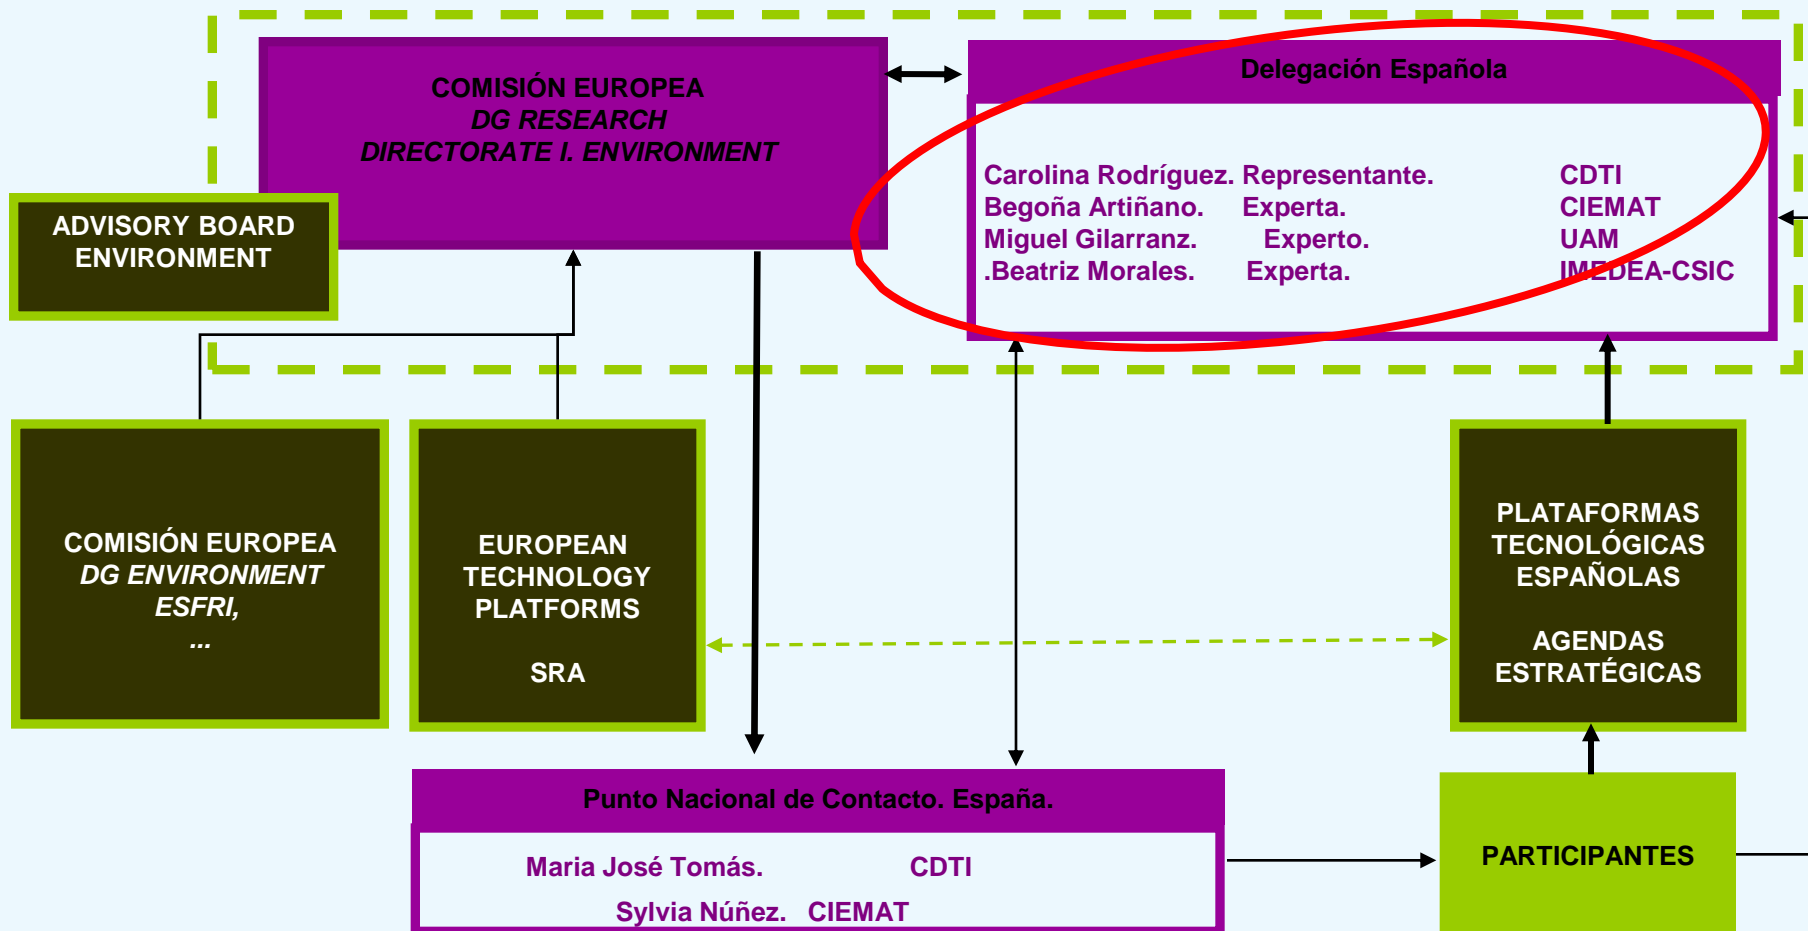 COMISIÓN EUROPEA
DG RESEARCH
DIRECTORATE I. ENVIRONMENT
Delegación Española
Carolina Rodríguez. Representante. CDTI
Begoña Artiñano. Experta. CIEMAT
Miguel Gilarranz. Experto. UAM
.Beatriz Morales. Experta. IMEDEA-CSIC
ADVISORY BOARD
ENVIRONMENT
COMISIÓN EUROPEA
DG ENVIRONMENT
ESFRI,
...
EUROPEAN
TECHNOLOGY
PLATFORMS
SRA
PLATAFORMAS
TECNOLÓGICAS
ESPAÑOLAS
AGENDAS
ESTRATÉGICAS
Punto Nacional de Contacto. España.
Maria José Tomás. CDTI
Sylvia Núñez. CIEMAT
PARTICIPANTES